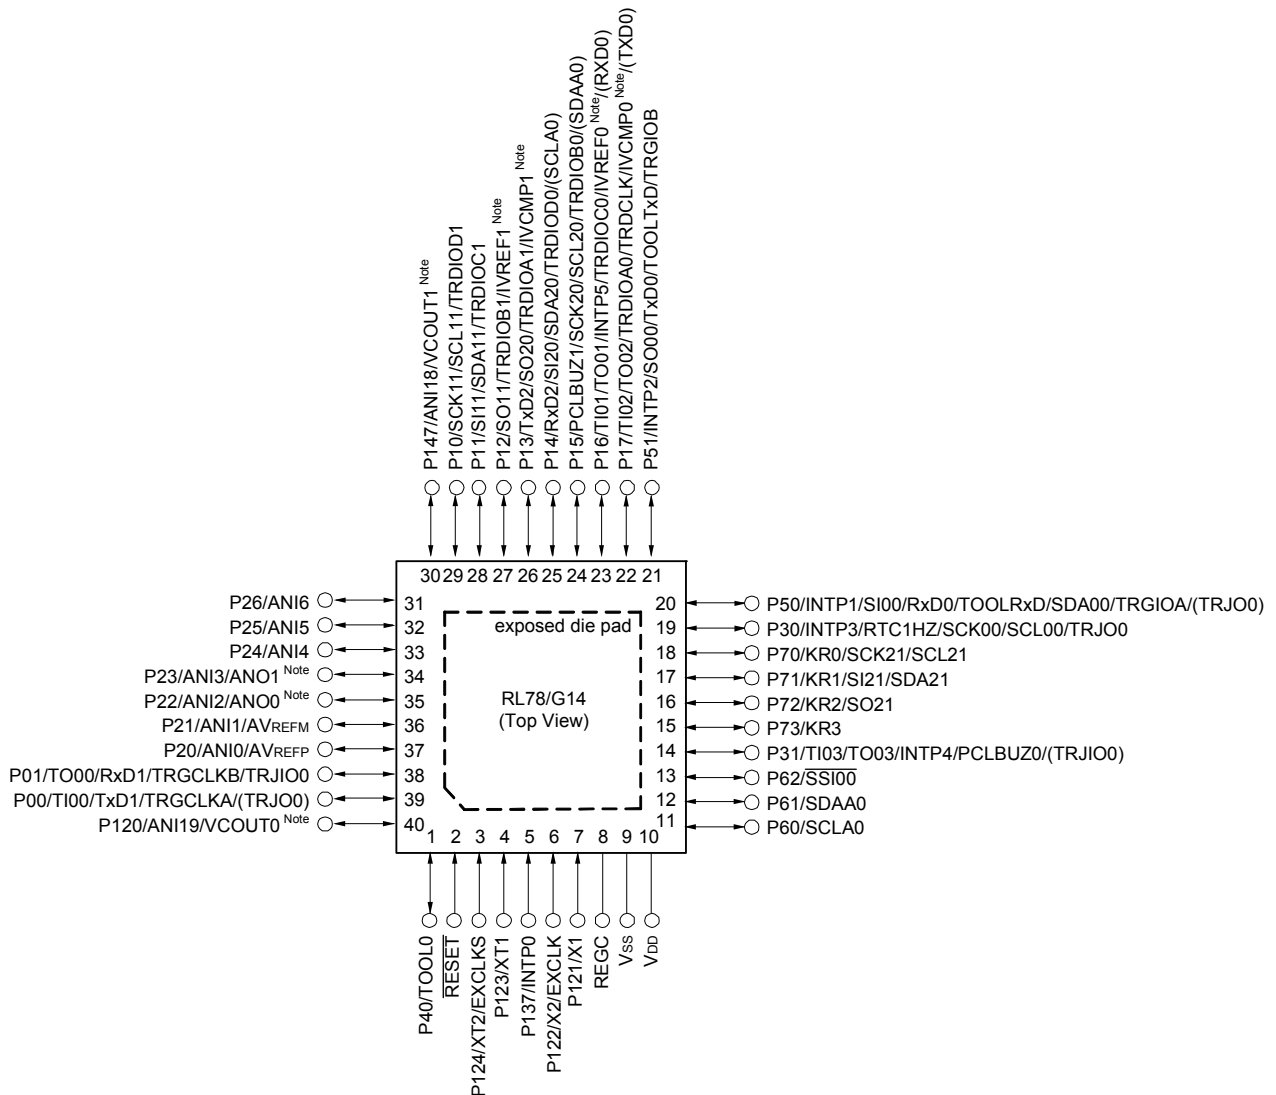 P147/ANI18/VCOUT1 Note
P10/SCK11/SCL11/TRDIOD1
P11/SI11/SDA11/TRDIOC1
P12/SO11/TRDIOB1/IVREF1 Note
P13/TxD2/SO20/TRDIOA1/IVCMP1 Note
P14/RxD2/SI20/SDA20/TRDIOD0/(SCLA0)
P15/PCLBUZ1/SCK20/SCL20/TRDIOB0/(SDAA0)
P16/TI01/TO01/INTP5/TRDIOC0/IVREF0 Note/(RXD0)
P17/TI02/TO02/TRDIOA0/TRDCLK/IVCMP0 Note/(TXD0)
P51/INTP2/SO00/TxD0/TOOLTxD/TRGIOB
30 29 28 27 26 25 24 23 22 21
P26/ANI6 31
P25/ANI5 32
P24/ANI4 33
P23/ANI3/ANO1 Note 34
P22/ANI2/ANO0 Note 35
P21/ANI1/AVREFM 36
P20/ANI0/AVREFP 37
P01/TO00/RxD1/TRGCLKB/TRJIO0 38
P00/TI00/TxD1/TRGCLKA/(TRJO0) 39
P120/ANI19/VCOUT0 Note 40
exposed die pad
RL78/G14
(Top View)
20 P50/INTP1/SI00/RxD0/TOOLRxD/SDA00/TRGIOA/(TRJO0)
19 P30/INTP3/RTC1HZ/SCK00/SCL00/TRJO0
18 P70/KR0/SCK21/SCL21
17 P71/KR1/SI21/SDA21
16 P72/KR2/SO21
15 P73/KR3
14 P31/TI03/TO03/INTP4/PCLBUZ0/(TRJIO0)
13 P62/SSI00
12 P61/SDAA0
11 P60/SCLA0
1 2 3 4 5 6 7 8 9 10
P40/TOOL0
RESET
P124/XT2/EXCLKS
P123/XT1
P137/INTP0
P122/X2/EXCLK
P121/X1
REGC
VSS
VDD